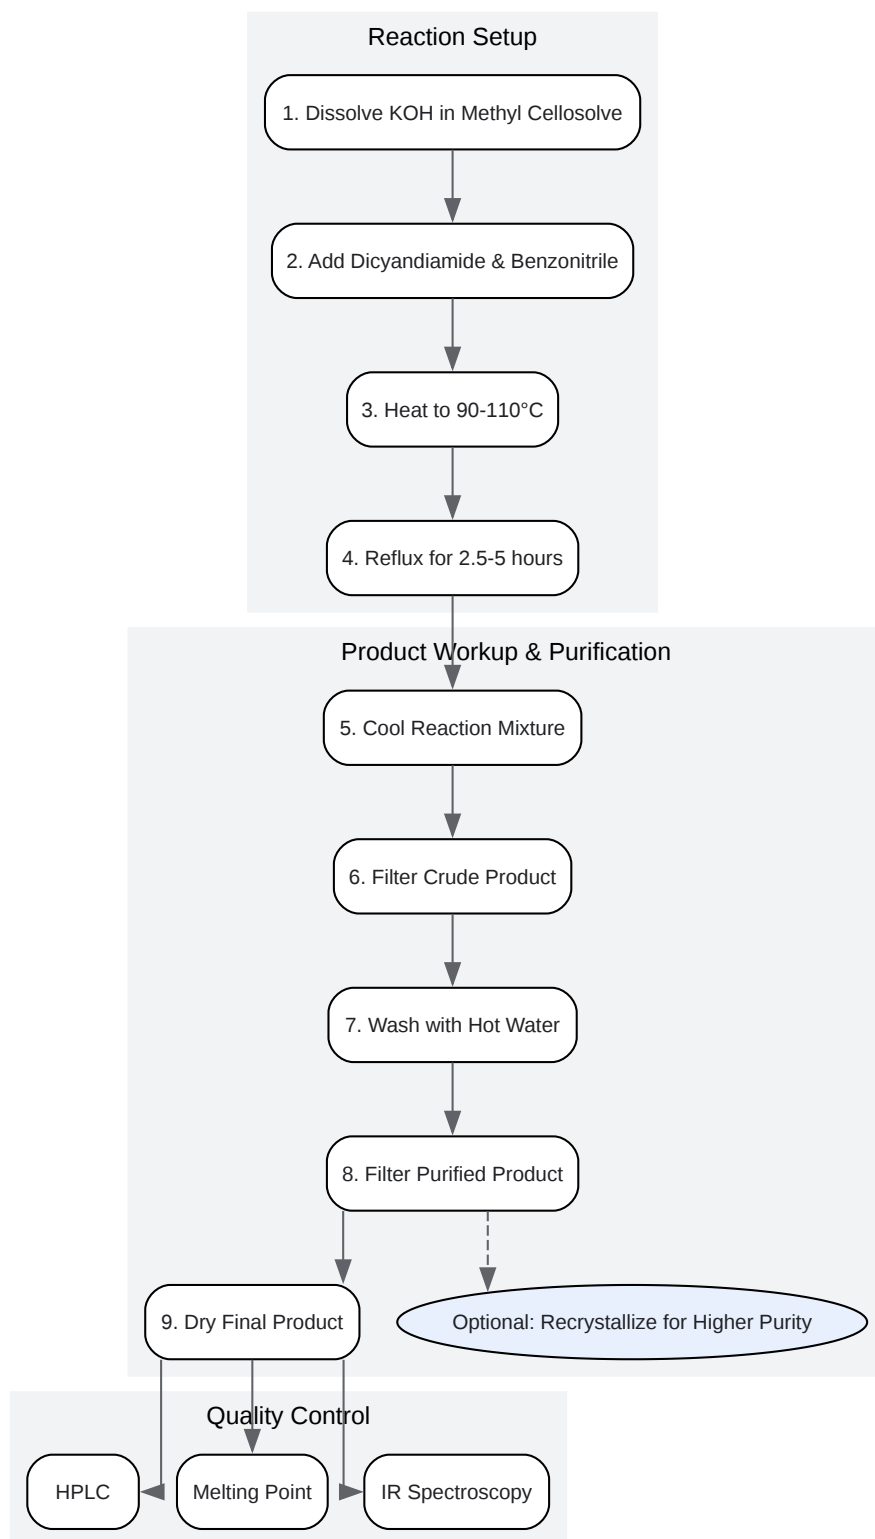 Reaction Setup
1. Dissolve KOH in Methyl Cellosolve
2. Add Dicyandiamide & Benzonitrile
3. Heat to 90-110°C
4. Reflux for 2.5-5 hours
Product Workup & Purification
5. Cool Reaction Mixture
6. Filter Crude Product
7. Wash with Hot Water
8. Filter Purified Product
9. Dry Final Product
Optional: Recrystallize for Higher Purity
Quality Control
HPLC
Melting Point
IR Spectroscopy